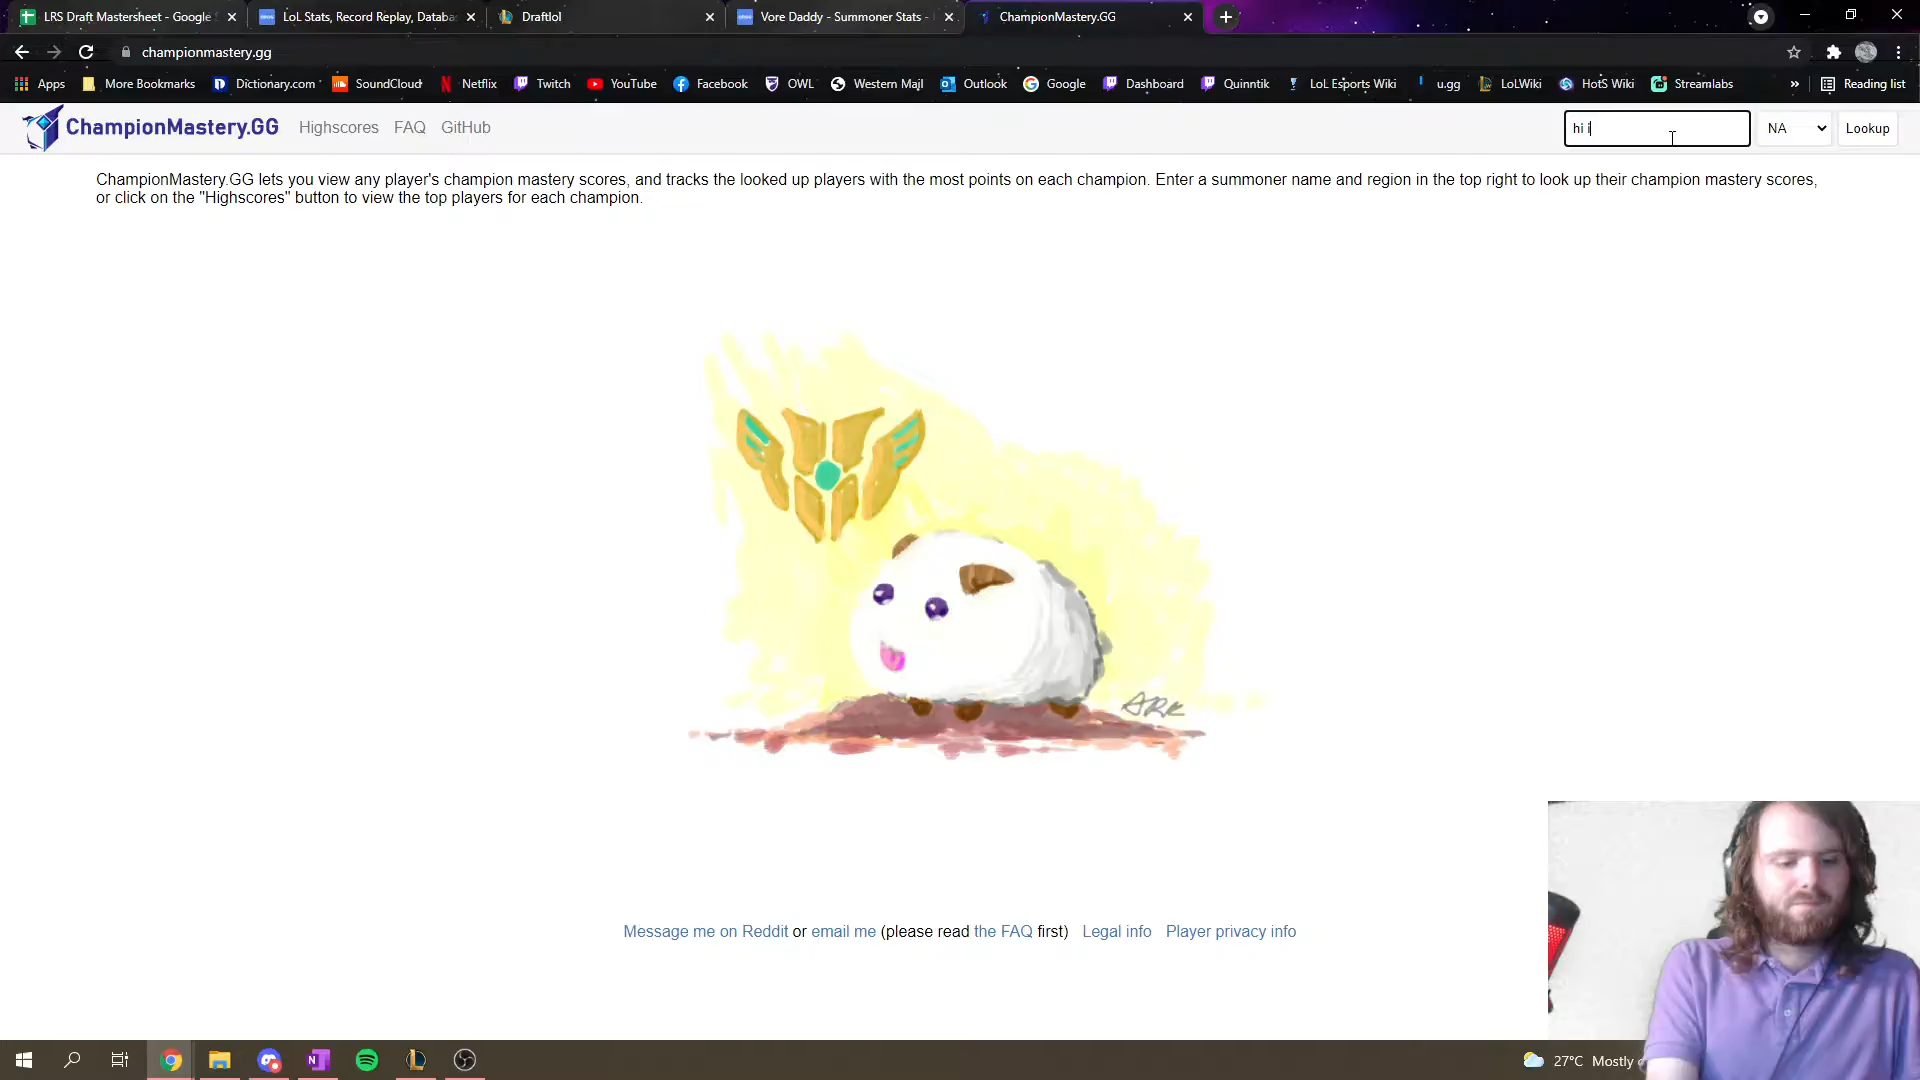 LRS Draft Mastersheet - Google
LoL Stats, Record Replay, Databa
Draftlol
Vore Daddy - Summoner Stats -
ChampionMastery.GG
championmastery.gg
Apps
More Bookmarks
Dictionary.com
SoundCloud
Netflix
Twitch
YouTube
Facebook
OWL
Western Mail
Outlook
Google
Dashboard
Quinntik
LoL Esports Wiki
u.gg
LoLWiki
HotS Wiki
Streamlabs
»
Reading list
ChampionMastery.GG
Highscores
FAQ
GitHub
hi i
NA
Lookup
ChampionMastery.GG lets you view any player's champion mastery scores, and tracks the looked up players with the most points on each champion. Enter a summoner name and region in the top right to look up their champion mastery scores,
or click on the "Highscores" button to view the top players for each champion.
ARK
Message me on Reddit or email me (please read the FAQ first) Legal info Player privacy info
27°C Mostly